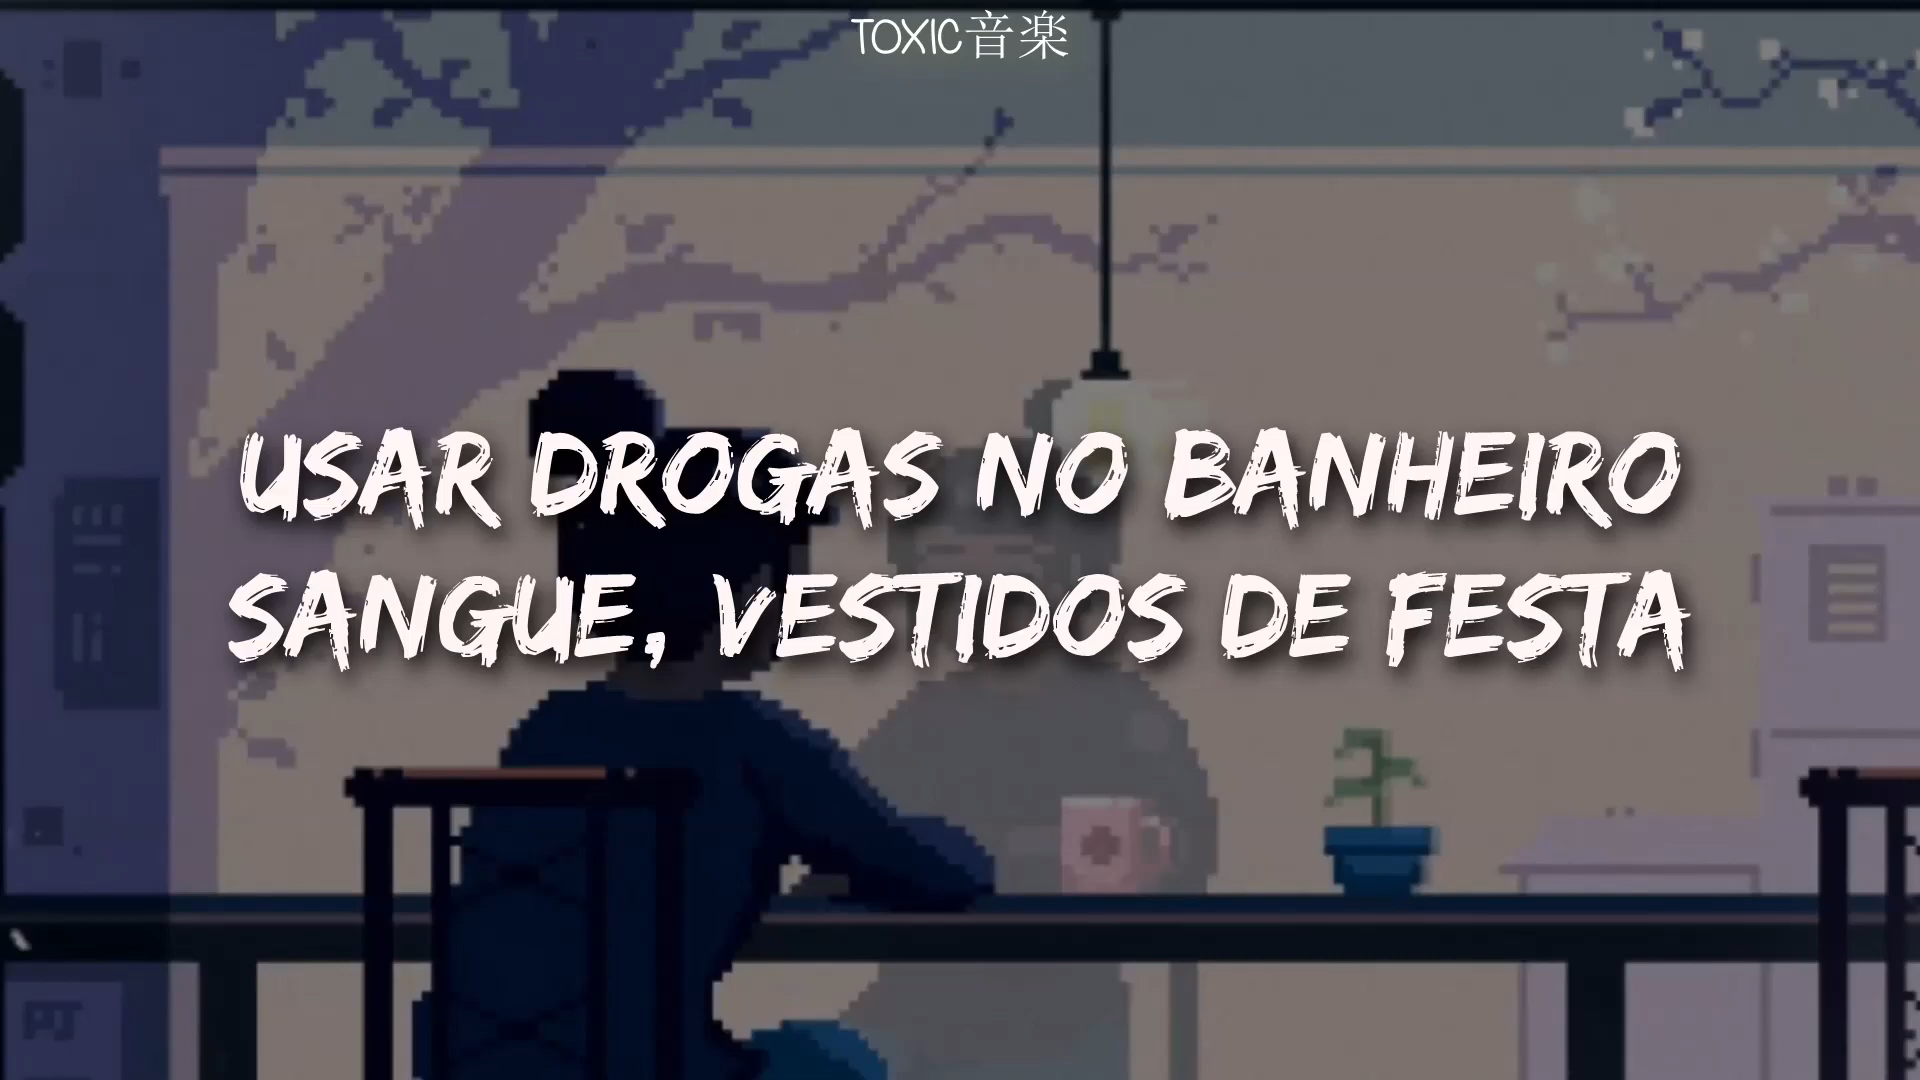 TOXIC音楽
USAR DROGAS NO BANHEIRO
SANGUE, VESTIDOS DE FESTA